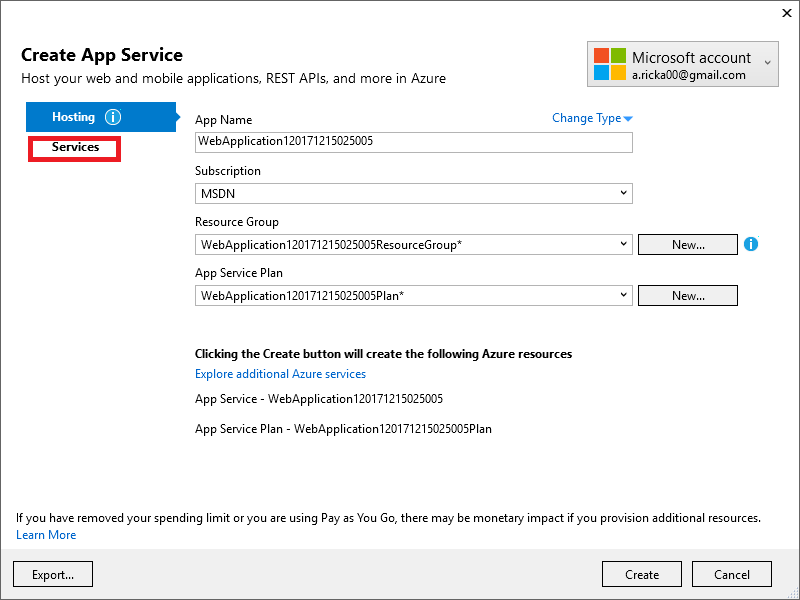 Create App Service
Host your web and mobile applications, REST APIs, and more in Azure
Microsoft account
a.ricka00@gmail.com
Hosting
Services
App Name
Change Type
WebApplication120171215025005
Subscription
MSDN
Resource Group
WebApplication120171215025005ResourceGroup*
New...
App Service Plan
WebApplication120171215025005Plan*
New...
Clicking the Create button will create the following Azure resources
Explore additional Azure services
App Service - WebApplication120171215025005
App Service Plan - WebApplication120171215025005Plan
If you have removed your spending limit or you are using Pay as You Go, there may be monetary impact if you provision additional resources.
Learn More
Export...
Create
Cancel